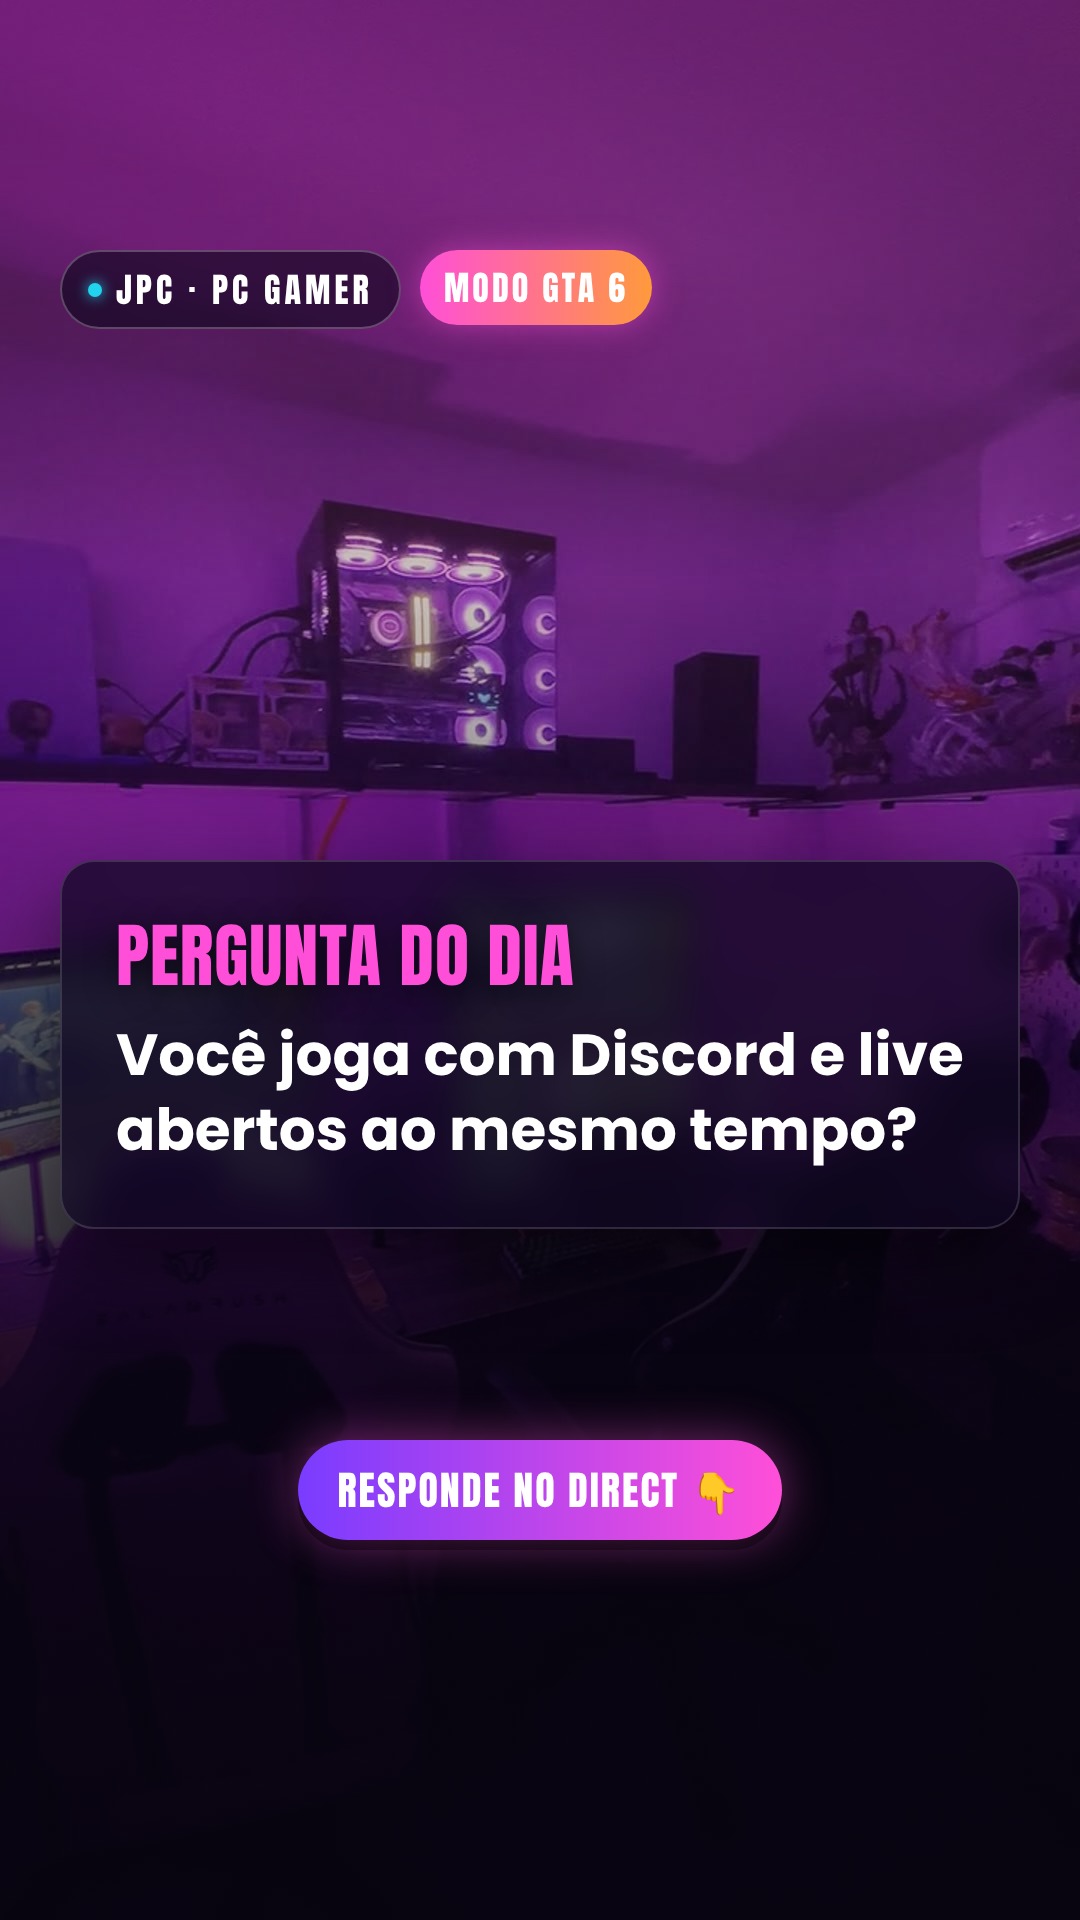 JPC · PC GAMER
MODO GTA 6
PERGUNTA DO DIA
Você joga com Discord e live
abertos ao mesmo tempo?
RESPONDE NO DIRECT 👇